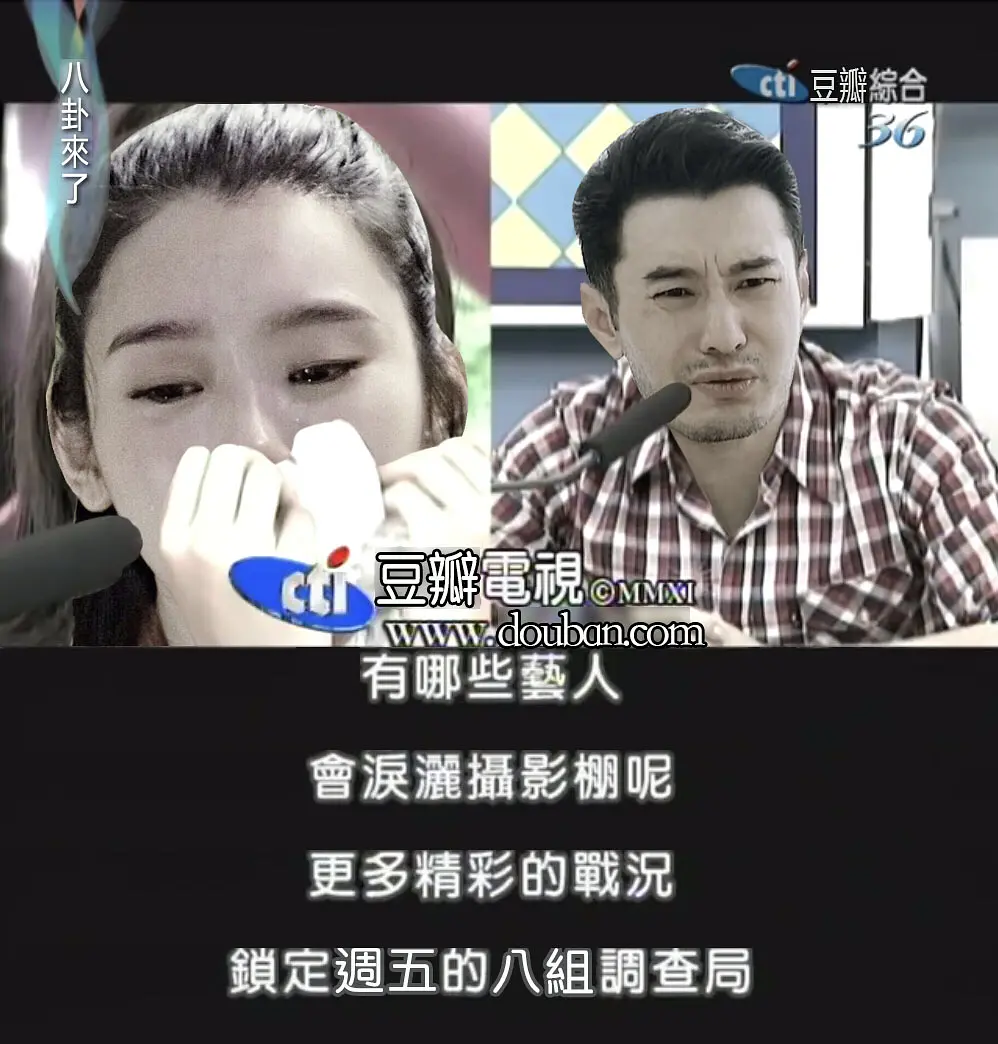 八卦來了
cti 豆瓣綜合
36
cti 豆瓣電視 ©MMXI
www.douban.com
有哪些藝人
會淚灑攝影棚呢
更多精彩的戰況
鎖定週五的八組調查局